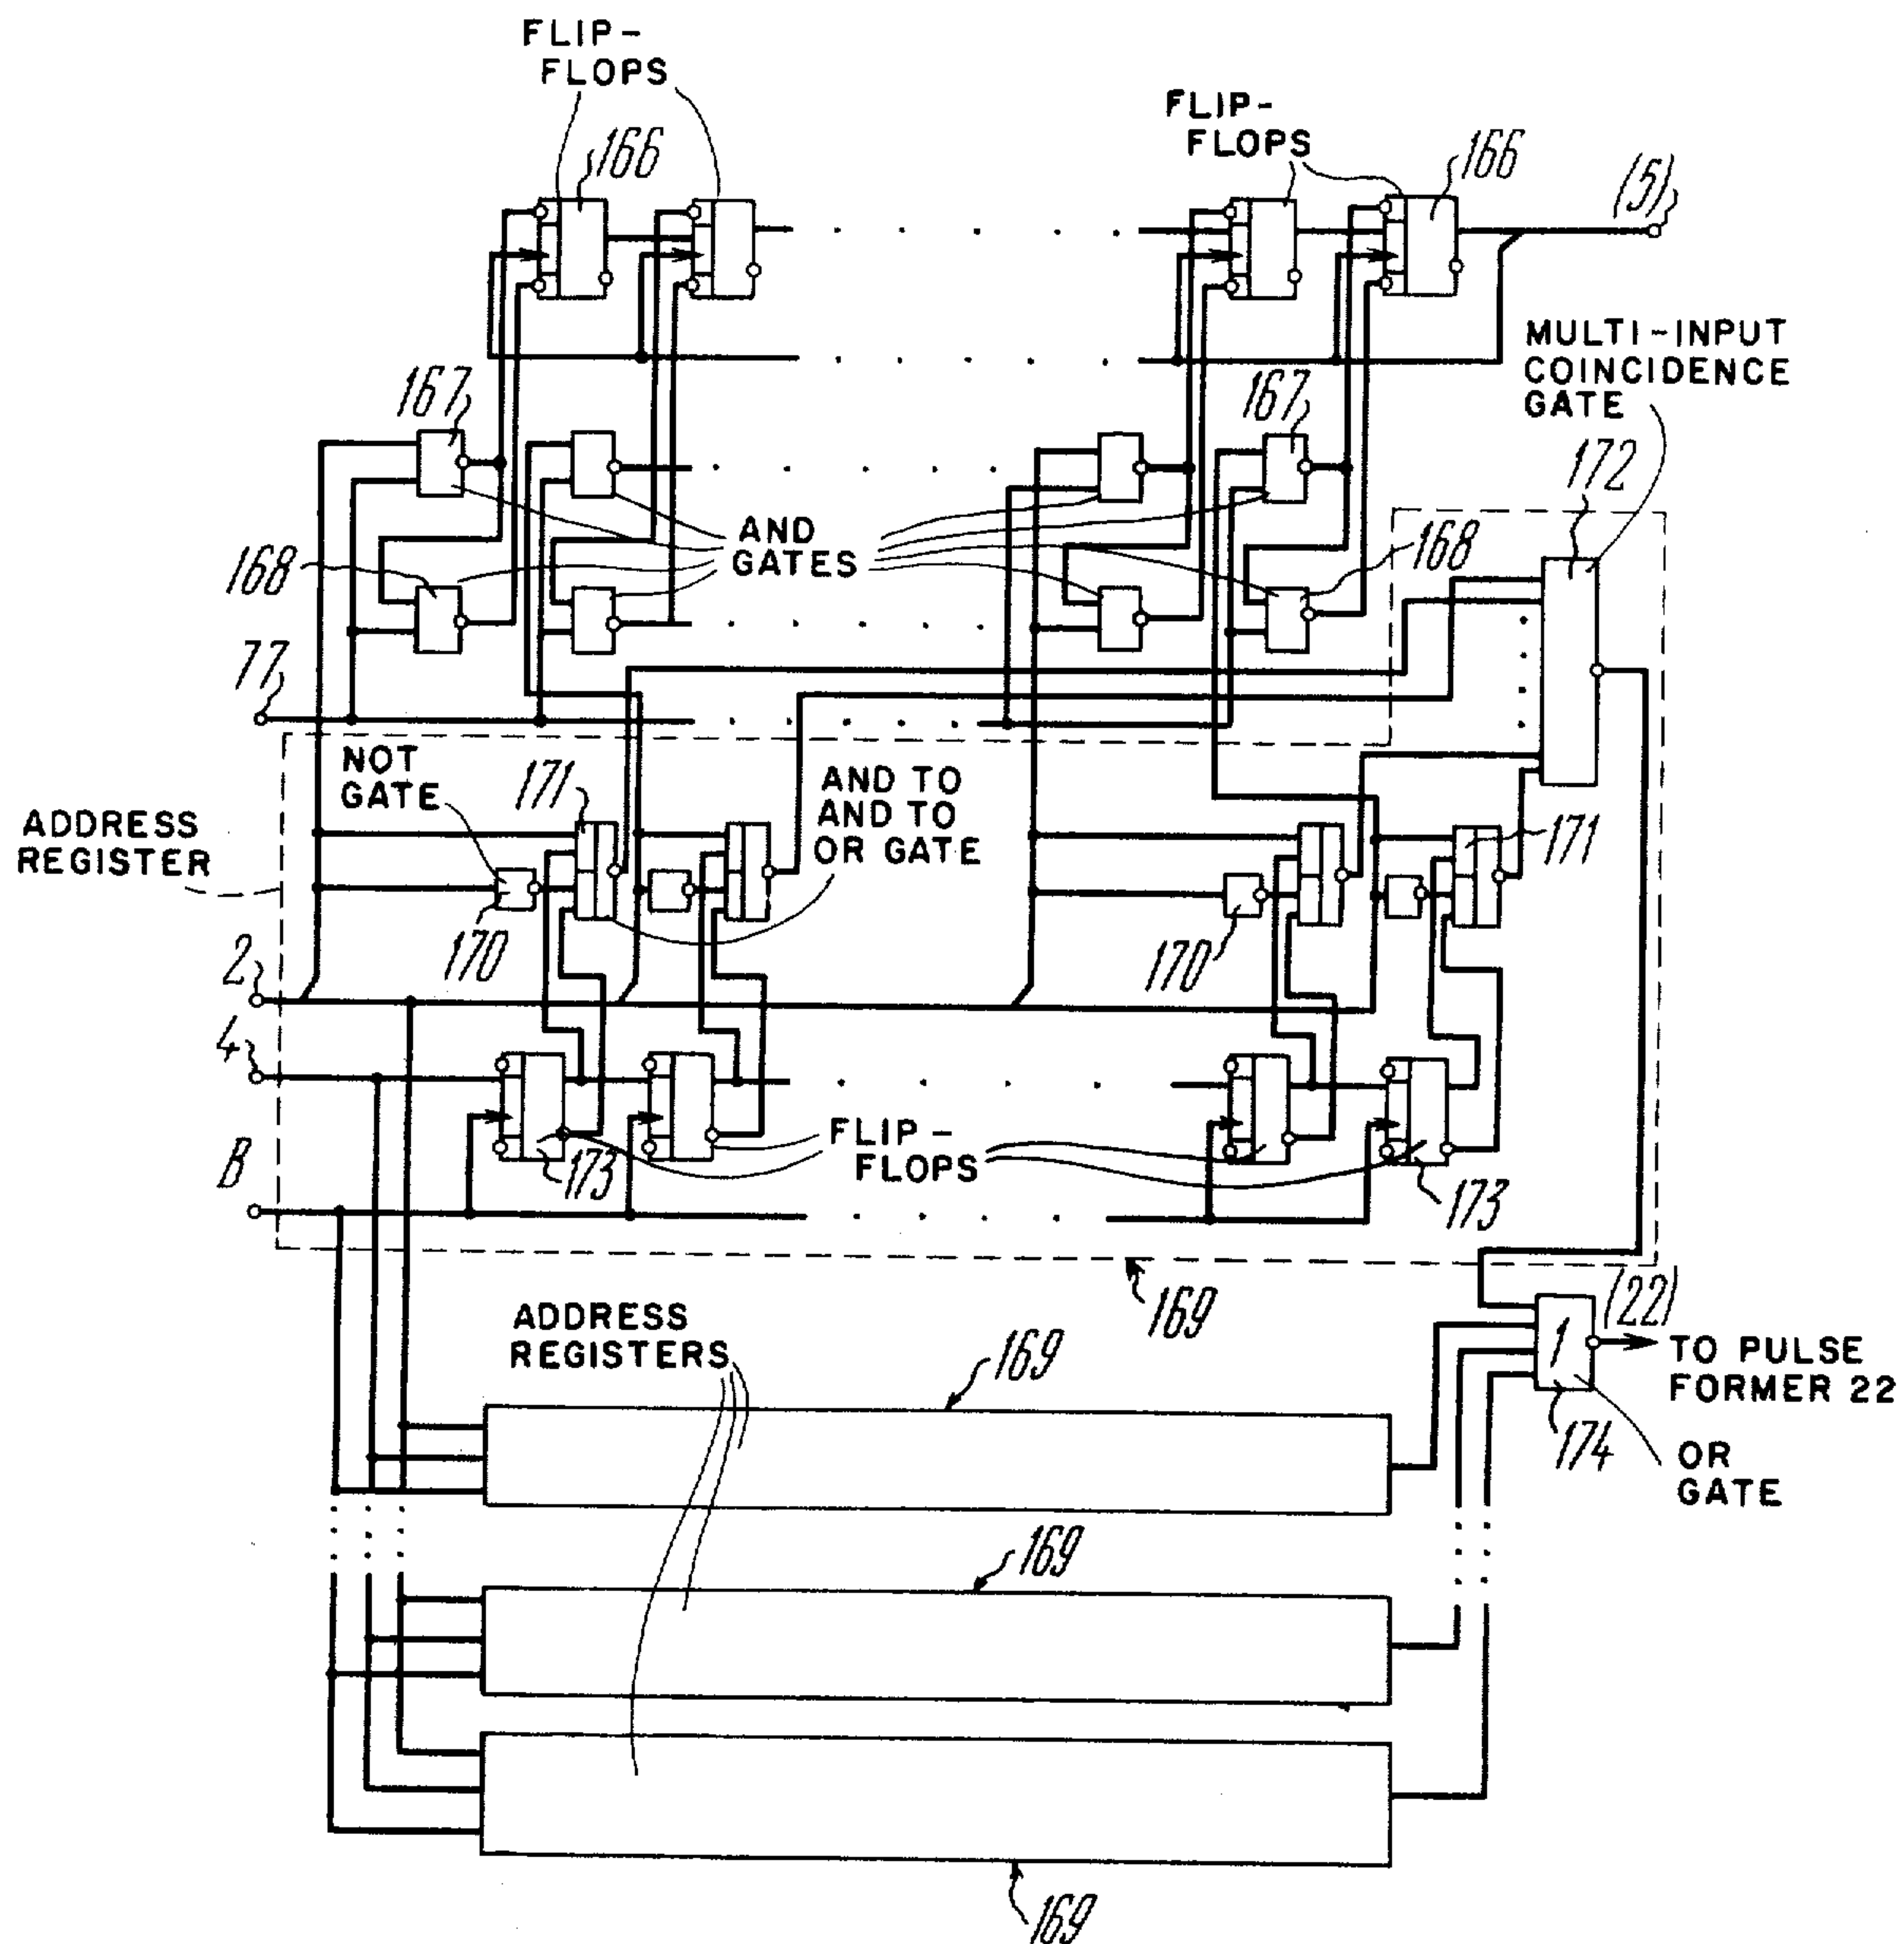 FLIP-
FLOPS
166
FLIP-
FLOPS
166
(5)
MULTI-INPUT
COINCIDENCE
GATE
167
167
172
AND
GATES
168
168
77
NOT
GATE
171
AND TO
AND TO
OR GATE
171
ADDRESS
REGISTER
170
170
2
4
B
FLIP-
FLOPS
173
173
169
(22)
ADDRESS
REGISTERS
169
1
TO PULSE
FORMER 22
174
OR
GATE
169
169